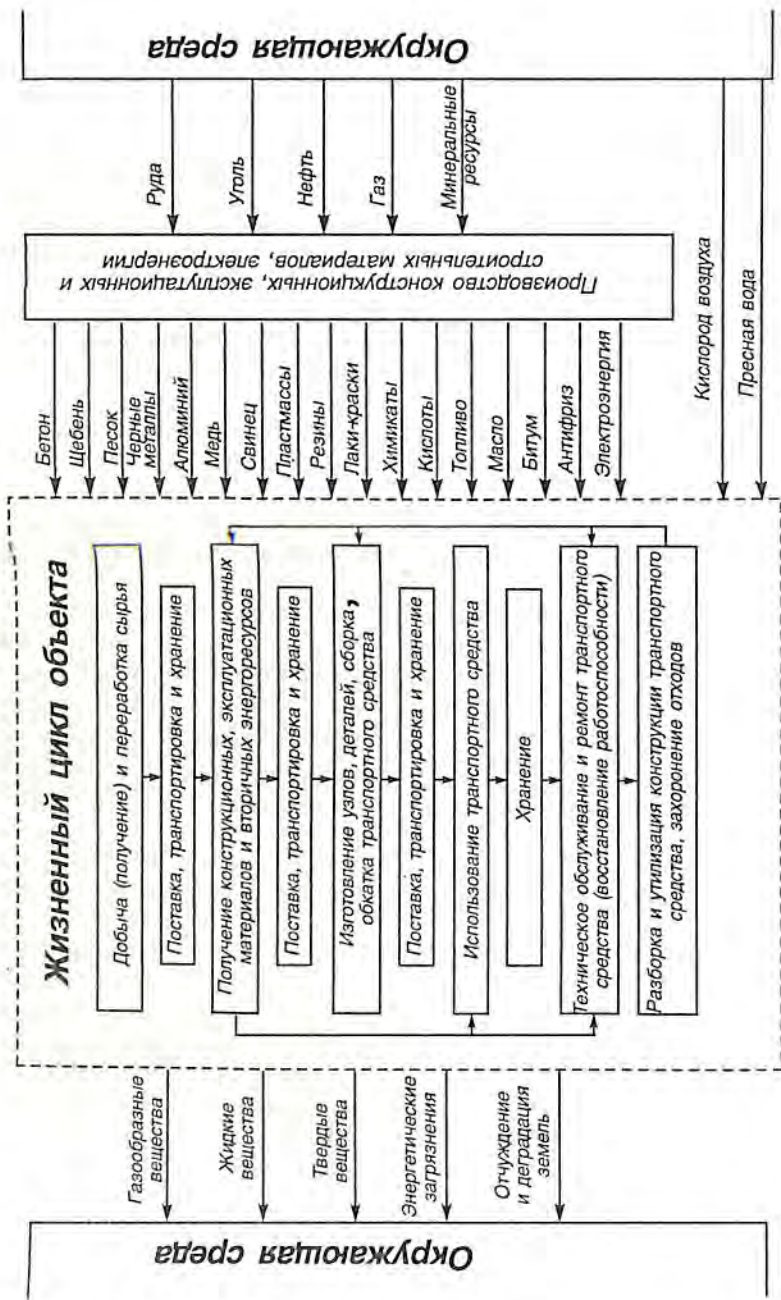 Окружающая среда
Газообразные
вещества
Жидкие
вещества
Твердые
вещества
Энергетические
загрязнения
Отчуждение
и деградация
земель
Жизненный цикл объекта
Добыча (получение) и переработка сырья
Поставка, транспортировка и хранение
Получение конструкционных, эксплуатационных
материалов и вторичных энергоресурсов
Поставка, транспортировка и хранение
Изготовление узлов, деталей, сборка,
обкатка транспортного средства
Поставка, транспортировка и хранение
Использование транспортного средства
Хранение
Техническое обслуживание и ремонт транспортного
средства (восстановление работоспособности)
Разборка и утилизация конструкции транспортного
средства, захоронение отходов
Бетон
Щебень
Песок
Черные
металлы
Алюминий
Медь
Свинец
Пластмассы
Резины
Лаки-краски
Химикаты
Кислоты
Топливо
Масло
Битум
Антифриз
Электроэнергия
Кислород воздуха
Пресная вода
Производство конструкционных, эксплутационных и
строительных материалов, электроэнергии
Руда
Уголь
Нефть
Газ
Минеральные
ресурсы
Окружающая среда